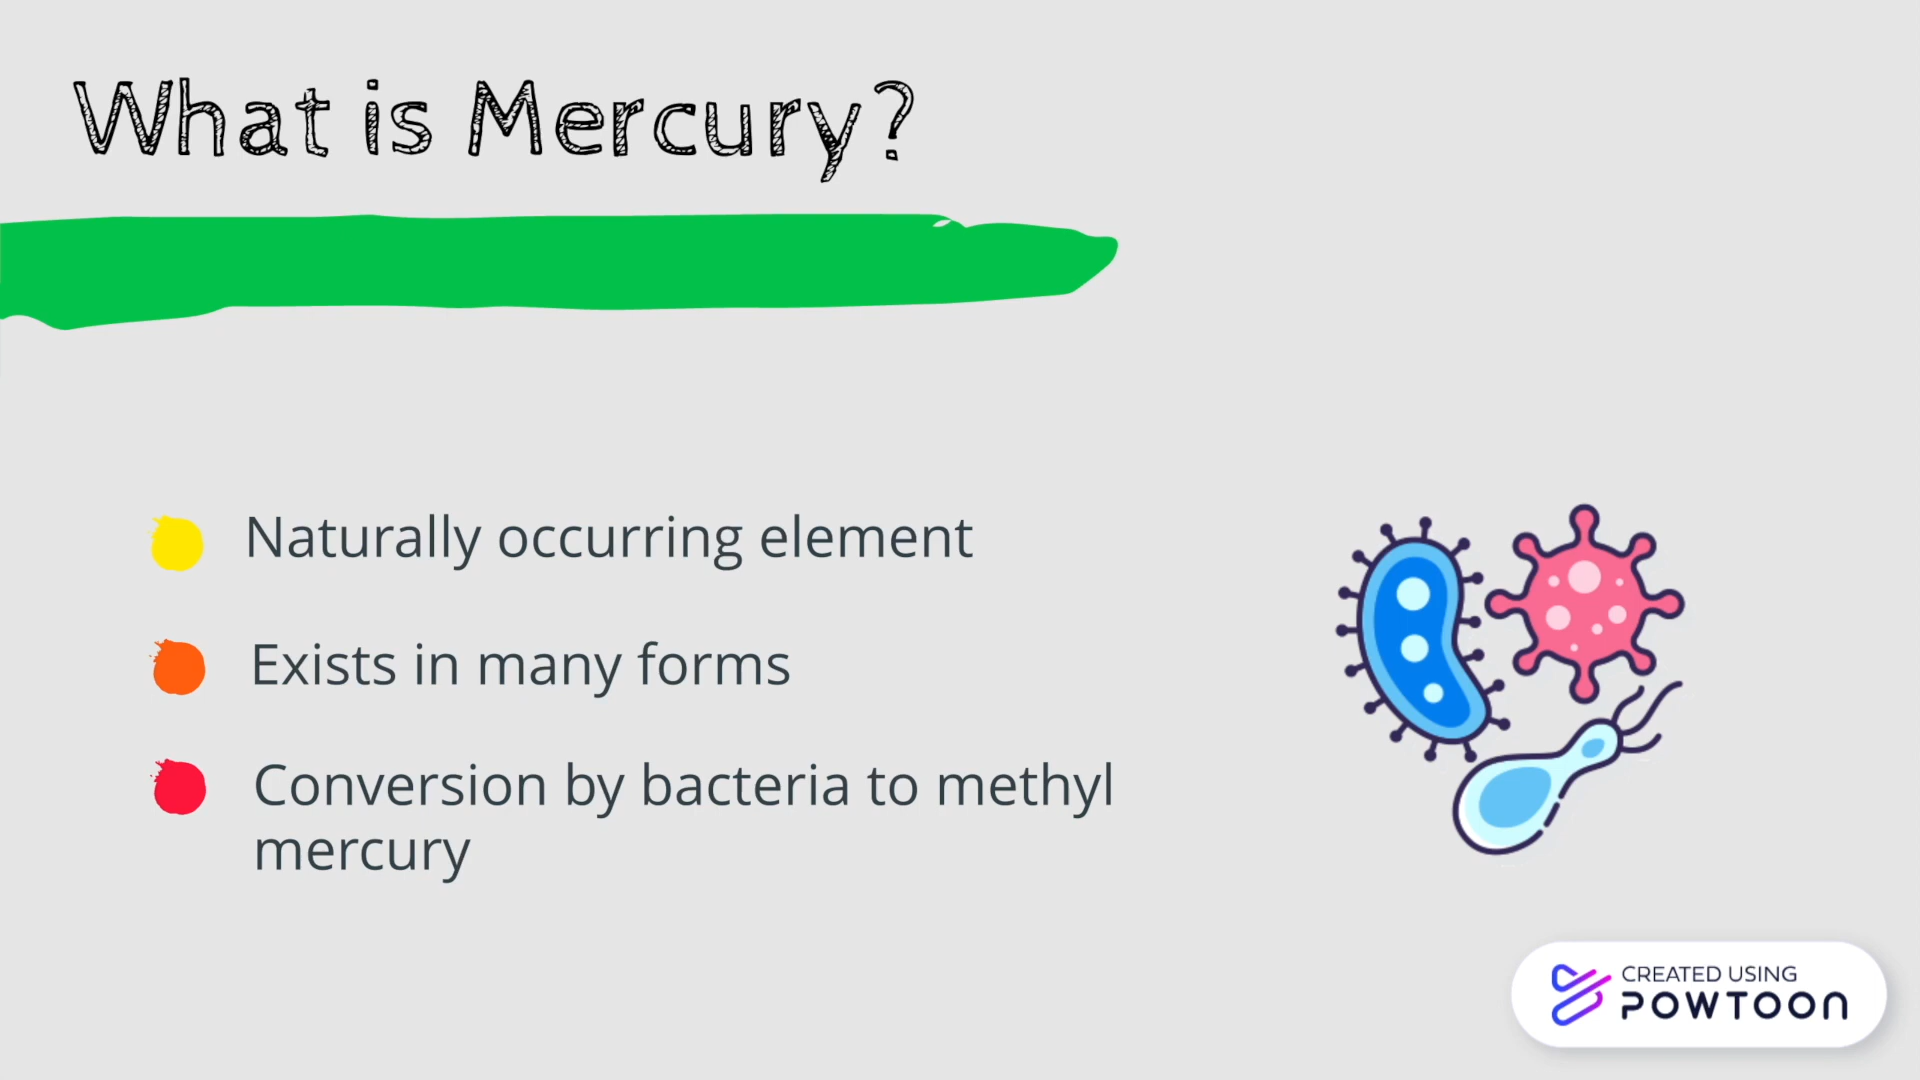 What is Mercury?
Naturally occurring element
Exists in many forms
Conversion by bacteria to methyl
mercury
CREATED USING
POWTOON